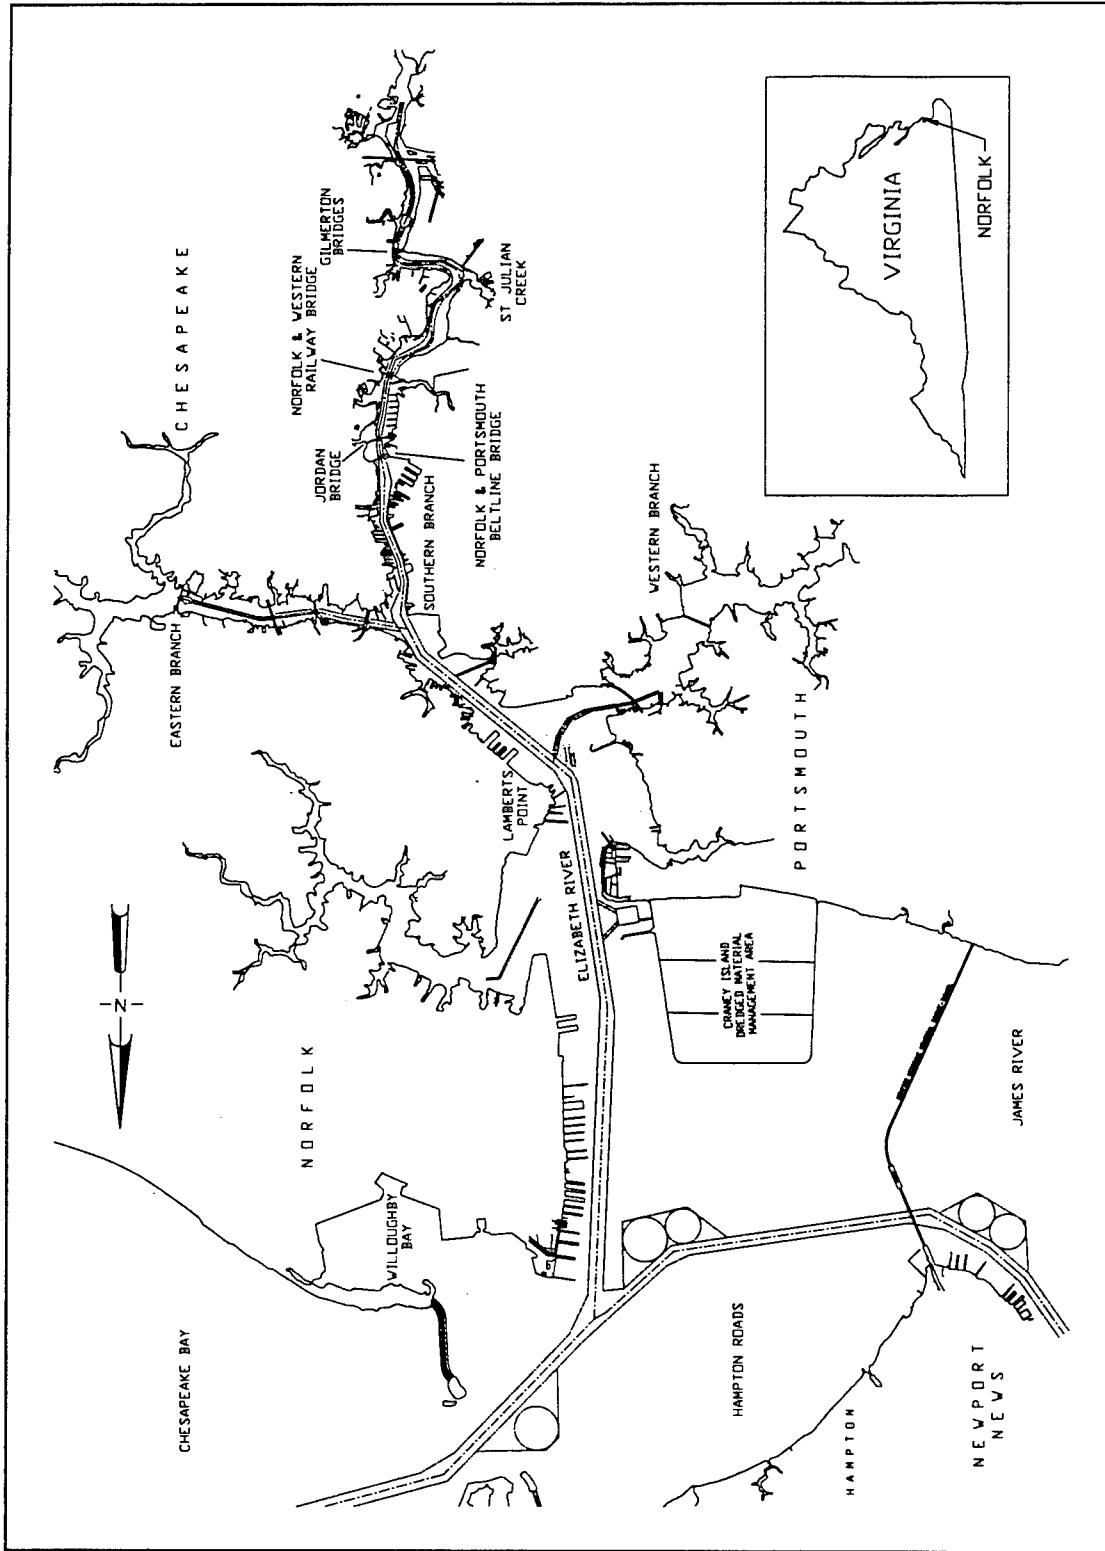 CHESAPEAKE
GILMERTON
BRIDGES
NORFOLK & WESTERN
RAILWAY BRIDGE
ST JULIAN
CREEK
JORDAN
BRIDGE
NORFOLK & PORTSMOUTH
BELTLINE BRIDGE
SOUTHERN BRANCH
EASTERN BRANCH
WESTERN BRANCH
VIRGINIA
NORFOLK
LAMBERTS
POINT
PORTSMOUTH
ELIZABETH RIVER
CRANEY ISLAND
DREDGED MATERIAL
MANAGEMENT AREA
N
NORFOLK
JAMES RIVER
WILLOUGHBY
BAY
CHESAPEAKE BAY
HAMPTON ROADS
HAMPTON
NEWPORT
NEWS